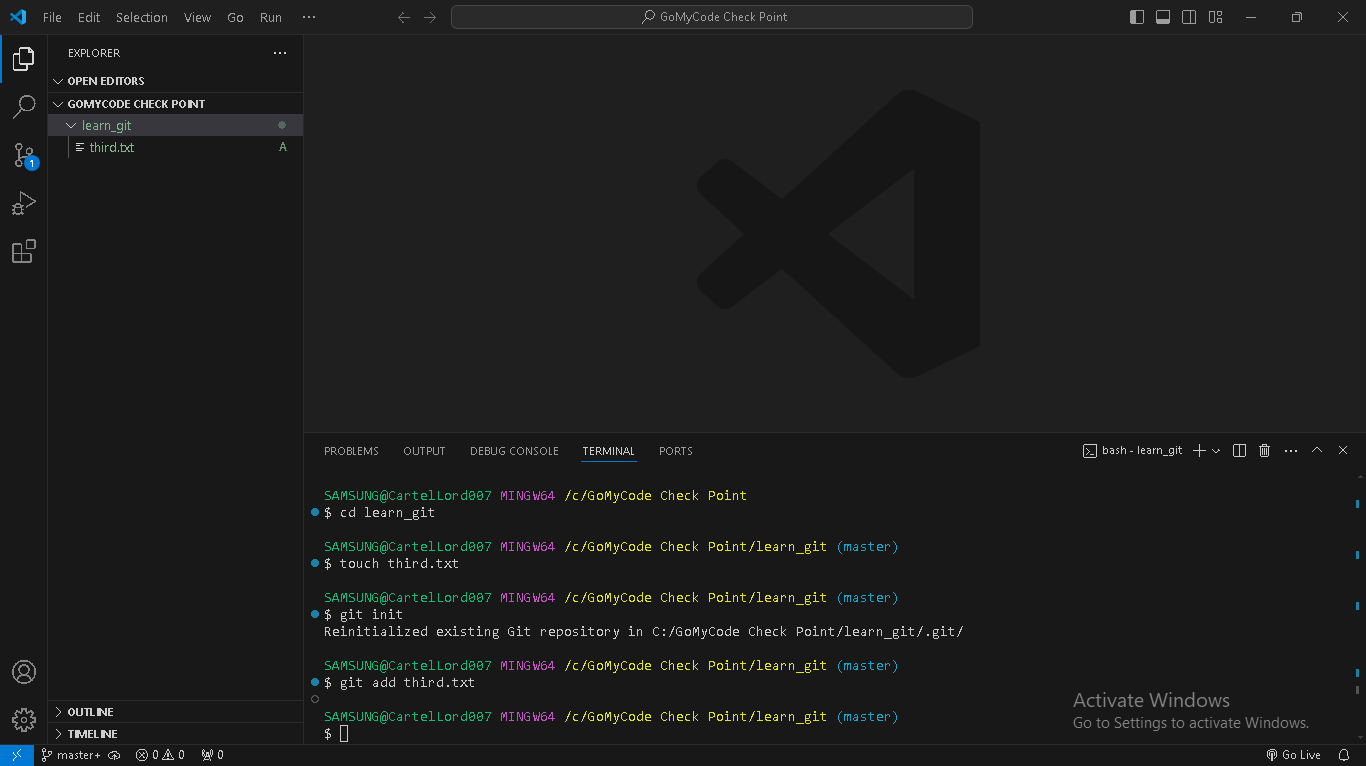 File Edit Selection View Go Run ···
GoMyCode Check Point
EXPLORER
OPEN EDITORS
GOMYCODE CHECK POINT
learn_git
third.txt A
1
OUTLINE
TIMELINE
PROBLEMS OUTPUT DEBUG CONSOLE TERMINAL PORTS
bash - learn_git
SAMSUNG@CartelLord007 MINGW64 /c/GoMyCode Check Point
$ cd learn_git
SAMSUNG@CartelLord007 MINGW64 /c/GoMyCode Check Point/learn_git (master)
$ touch third.txt
SAMSUNG@CartelLord007 MINGW64 /c/GoMyCode Check Point/learn_git (master)
$ git init
Reinitialized existing Git repository in C:/GoMyCode Check Point/learn_git/.git/
SAMSUNG@CartelLord007 MINGW64 /c/GoMyCode Check Point/learn_git (master)
$ git add third.txt
SAMSUNG@CartelLord007 MINGW64 /c/GoMyCode Check Point/learn_git (master)
$
Activate Windows
Go to Settings to activate Windows.
master+ 0 0 0 Go Live